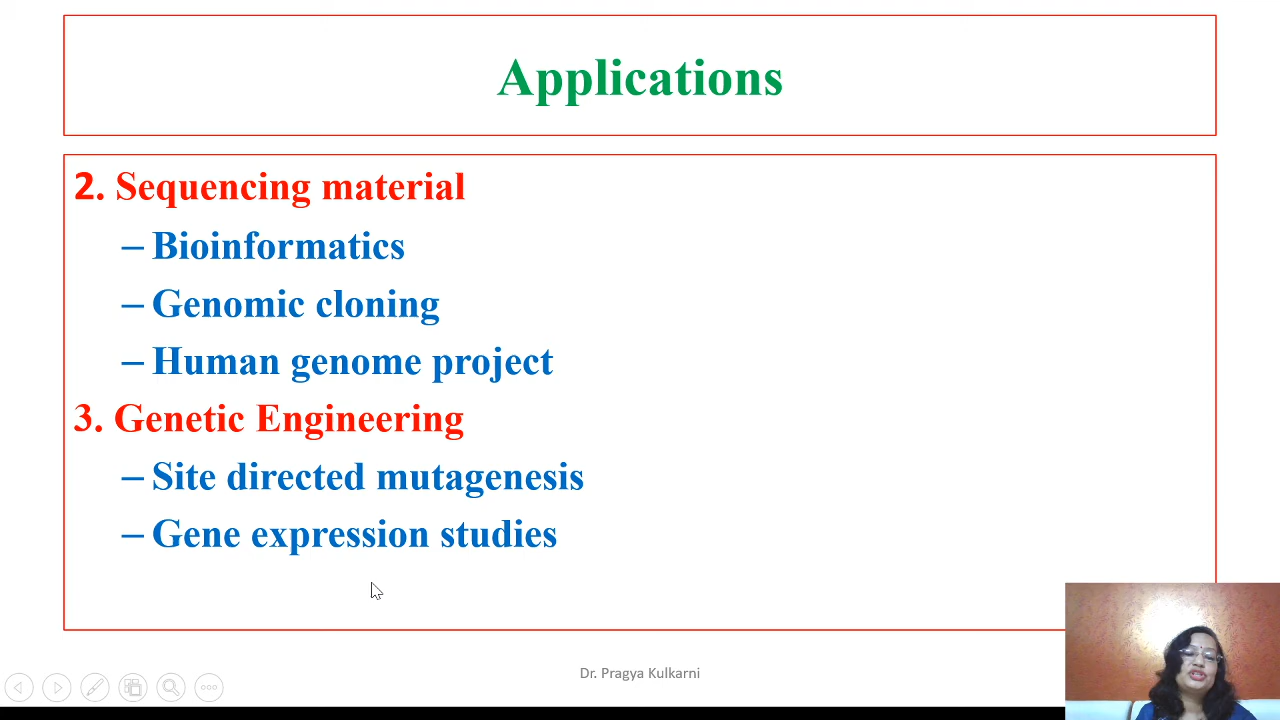 Applications
2. Sequencing material
– Bioinformatics
– Genomic cloning
– Human genome project
3. Genetic Engineering
– Site directed mutagenesis
– Gene expression studies
Dr. Pragya Kulkarni